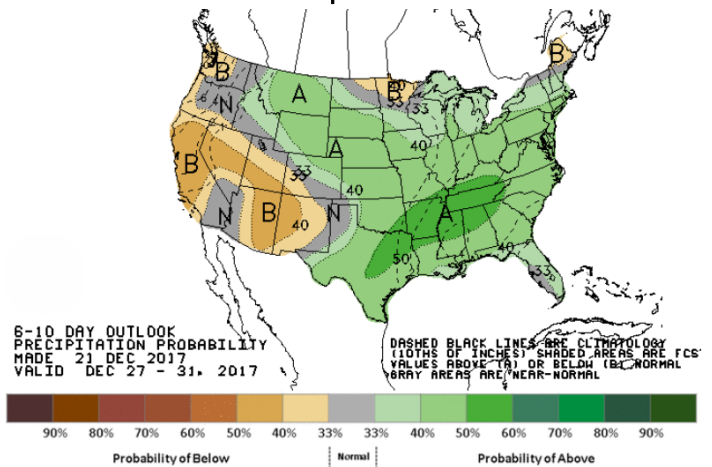 B
B
A
B
N
33
33
A
40
B
33
A
40
N
B
40
N
A
50
40
33
6-10 DAY OUTLOOK
PRECIPITATION PROBABILITY
MADE 21 DEC 2017
VALID DEC 27 - 31, 2017
DASHED BLACK LINES ARE CLIMATOLOGY
(10THS OF INCHES) SHADED AREAS ARE FCST
VALUES ABOVE (A) OR BELOW (B) NORMAL
GRAY AREAS ARE NEAR-NORMAL
90% 80% 70% 60% 50% 40% 33% 33% 40% 50% 60% 70% 80% 90%
Probability of Below Normal Probability of Above